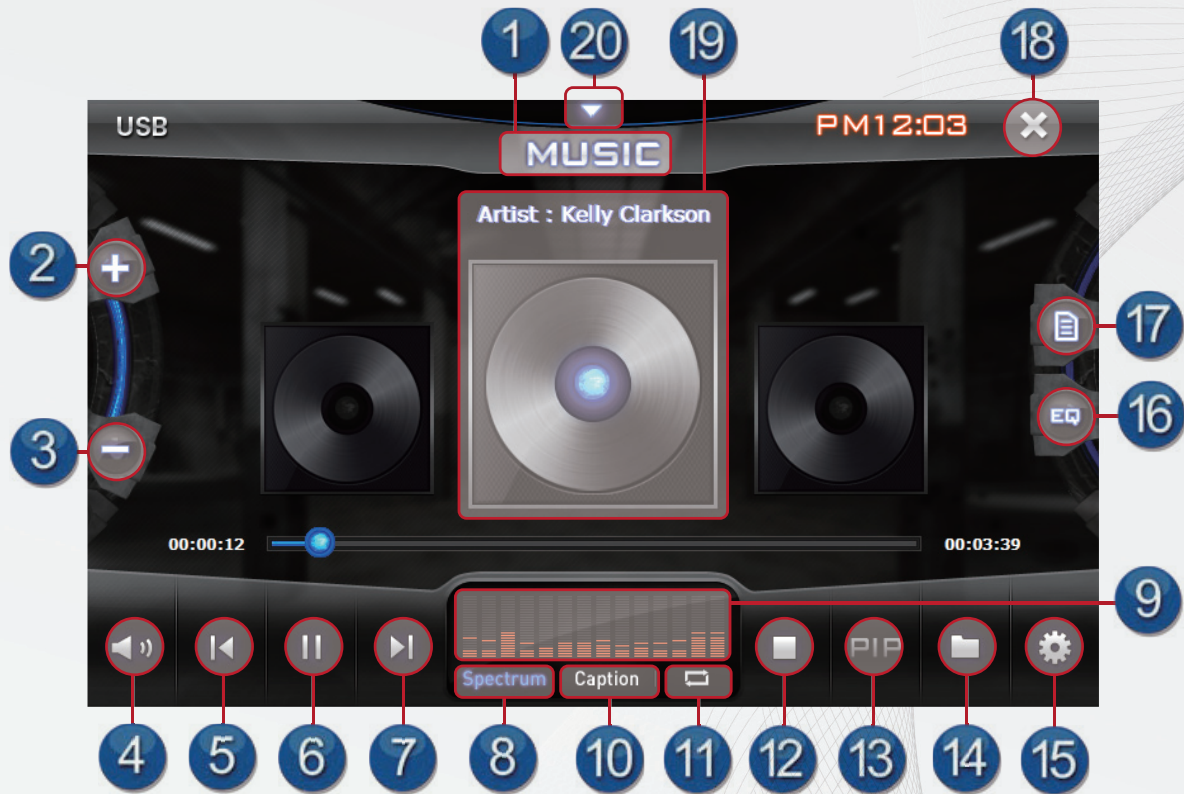 1 20 19 18
USB
PM12:03
MUSIC
Artist : Kelly Clarkson
2
17
EQ 16
3
00:00:12
00:03:39
9
PIP
Spectrum Caption
4 5 6 7 8 10 11 12 13 14 15